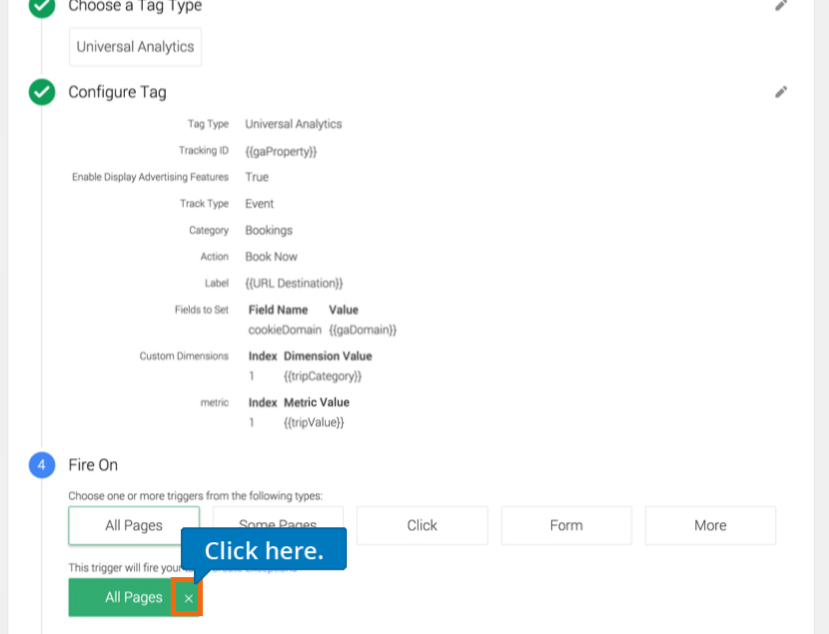 Choose a Tag Type
Universal Analytics
Configure Tag
Tag Type Universal Analytics
Tracking ID {{gaProperty}}
Enable Display Advertising Features True
Track Type Event
Category Bookings
Action Book Now
Label {{URL Destination}}
Fields to Set Field Name Value
cookieDomain {{gaDomain}}
Custom Dimensions Index Dimension Value
1 {{tripCategory}}
metric Index Metric Value
1 {{tripValue}}
4 Fire On
Choose one or more triggers from the following types:
All Pages Some Pages Click Form More
Click here.
This trigger will fire your
All Pages ×